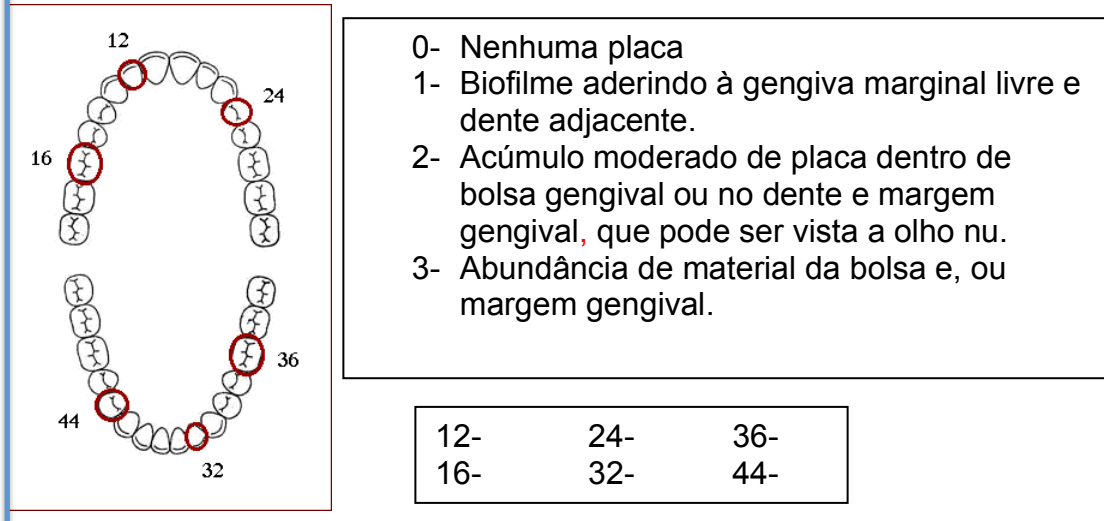 12
24
16
36
44
32
0- Nenhuma placa
1- Biofilme aderindo à gengiva marginal livre e
dente adjacente.
2- Acúmulo moderado de placa dentro de
bolsa gengival ou no dente e margem
gengival, que pode ser vista a olho nu.
3- Abundância de material da bolsa e, ou
margem gengival.
12- 24- 36-
16- 32- 44-